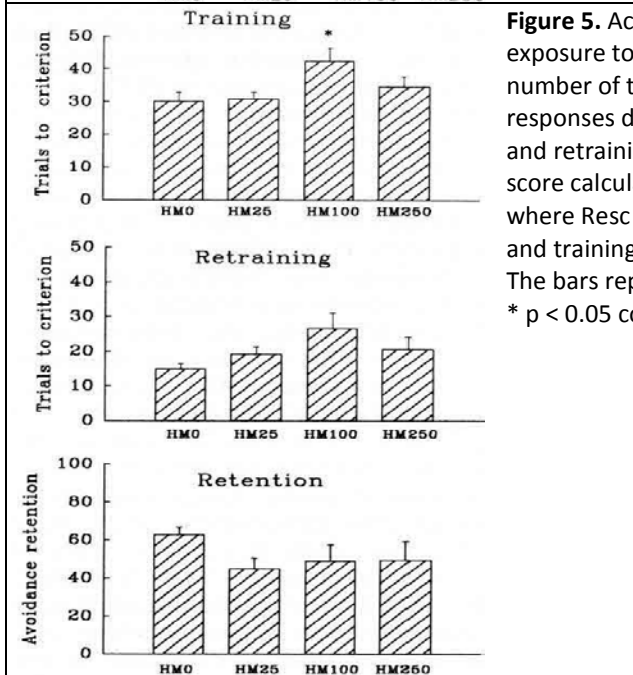 Training
50
40
30
20
10
0
Trials to criterion
*
HM0 HM25 HM100 HM250
Retraining
50
40
30
20
10
0
Trials to criterion
HM0 HM25 HM100 HM250
Retention
100
80
60
40
20
0
Avoidance retention
HM0 HM25 HM100 HM250
Figure 5. Ac
exposure to
number of t
responses d
and retraini
score calcul
where Resc
and training
The bars rep
* p < 0.05 co